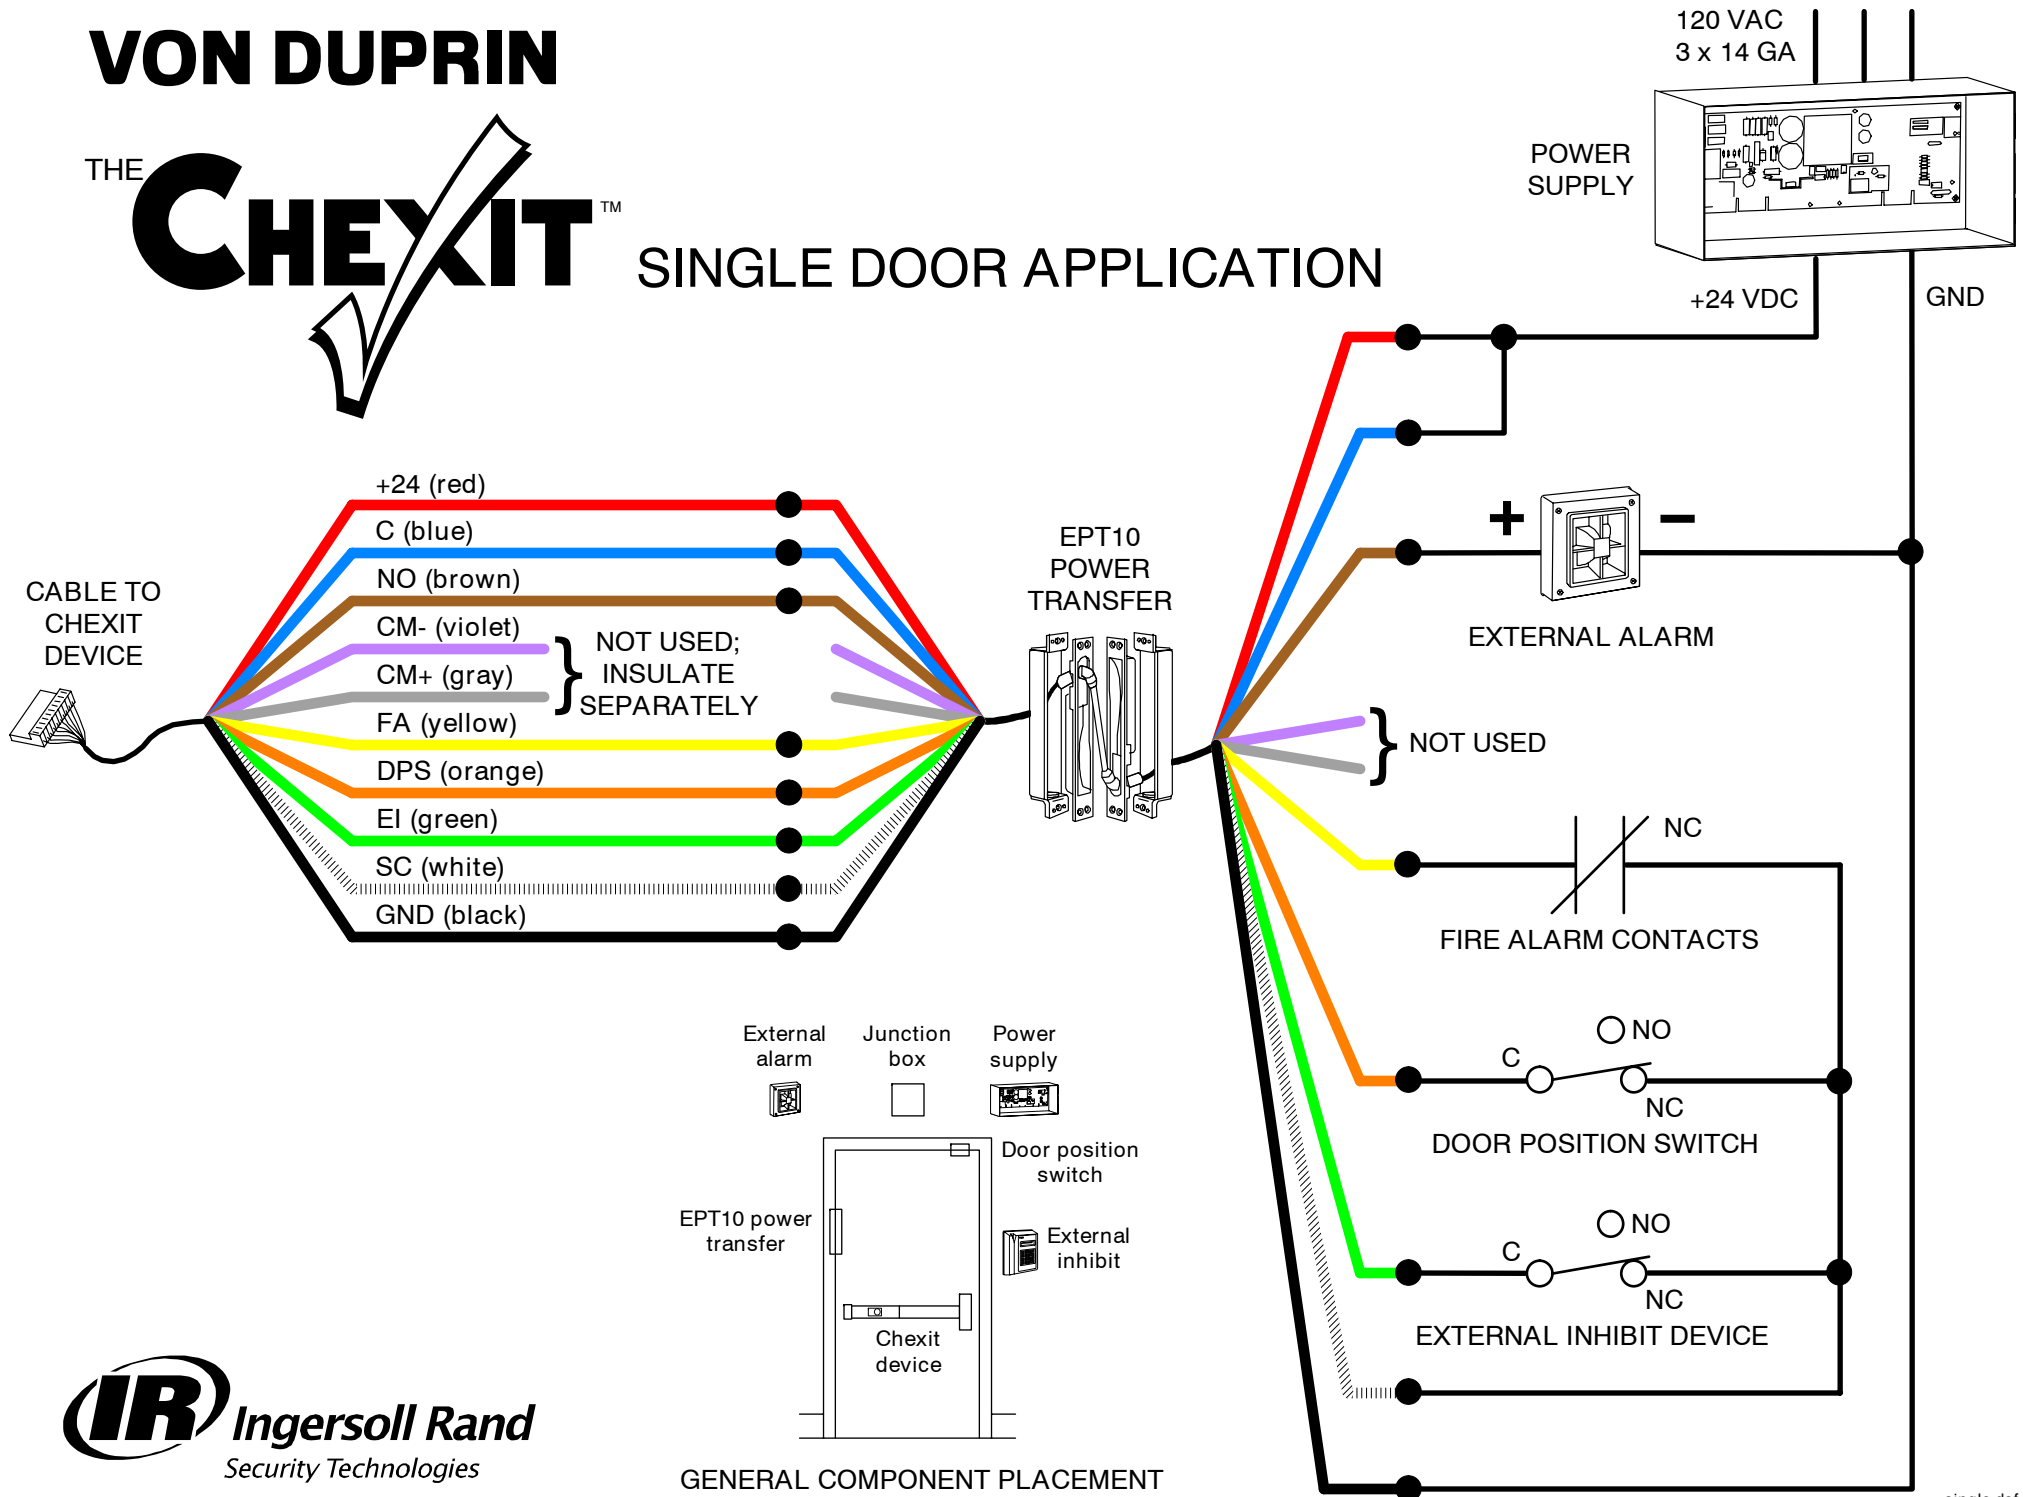 VON DUPRIN
THE
CHEXIT™
SINGLE DOOR APPLICATION
120 VAC
3 x 14 GA
POWER
SUPPLY
+24 VDC
GND
+24 (red)
C (blue)
NO (brown)
CM- (violet)
CM+ (gray)
FA (yellow)
DPS (orange)
EI (green)
SC (white)
GND (black)
NOT USED;
INSULATE
SEPARATELY
CABLE TO
CHEXIT
DEVICE
EPT10
POWER
TRANSFER
+ −
EXTERNAL ALARM
NOT USED
NC
FIRE ALARM CONTACTS
NO
C
NC
DOOR POSITION SWITCH
NO
C
NC
EXTERNAL INHIBIT DEVICE
External
alarm
Junction
box
Power
supply
Door position
switch
EPT10 power
transfer
External
inhibit
Chexit
device
GENERAL COMPONENT PLACEMENT
IR Ingersoll Rand
Security Technologies